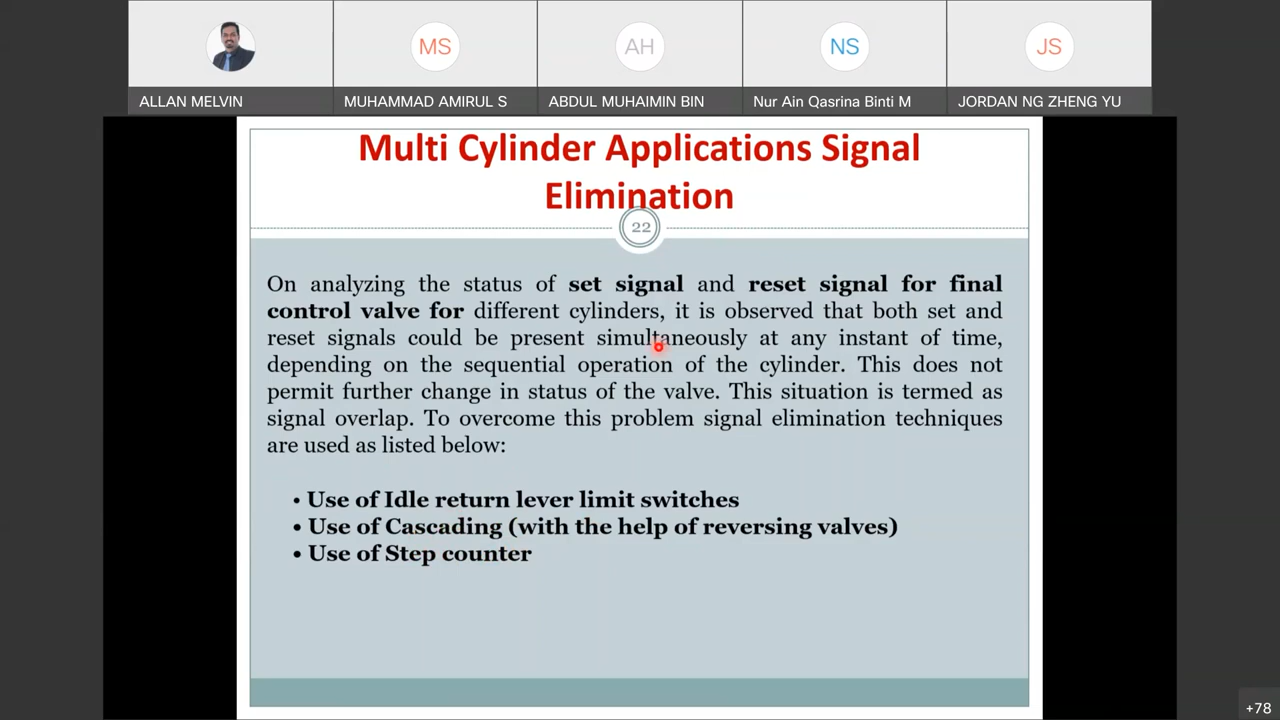 MS
AH
NS
JS
ALLAN MELVIN
MUHAMMAD AMIRUL S
ABDUL MUHAIMIN BIN
Nur Ain Qasrina Binti M
JORDAN NG ZHENG YU
Multi Cylinder Applications Signal
Elimination
22
On analyzing the status of set signal and reset signal for final
control valve for different cylinders, it is observed that both set and
reset signals could be present simultaneously at any instant of time,
depending on the sequential operation of the cylinder. This does not
permit further change in status of the valve. This situation is termed as
signal overlap. To overcome this problem signal elimination techniques
are used as listed below:
• Use of Idle return lever limit switches
• Use of Cascading (with the help of reversing valves)
• Use of Step counter
+78